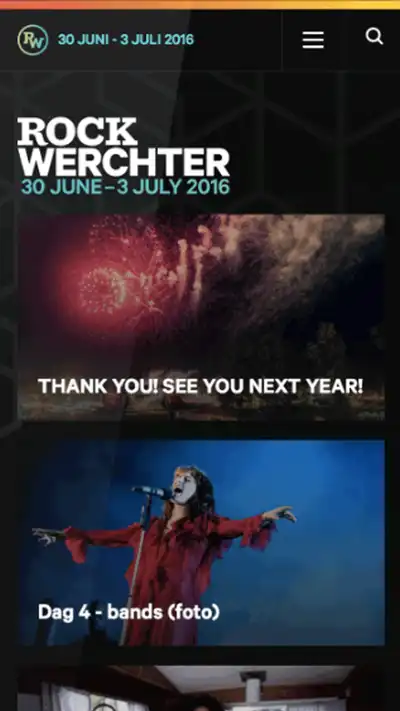 RW 30 JUNI - 3 JULI 2016
ROCK
WERCHTER
30 JUNE – 3 JULY 2016
THANK YOU! SEE YOU NEXT YEAR!
Dag 4 - bands (foto)